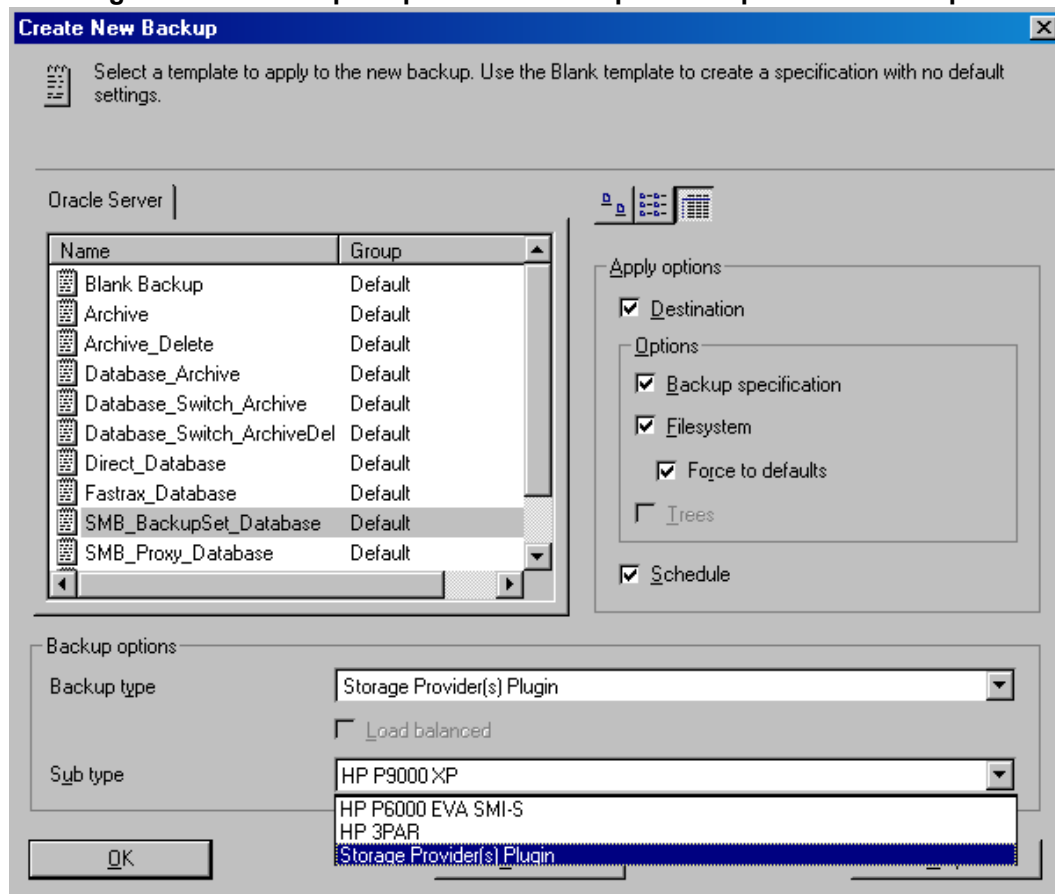 Create New Backup
Select a template to apply to the new backup. Use the Blank template to create a specification with no default
settings.
Oracle Server
Name Group
Blank Backup Default
Archive Default
Archive_Delete Default
Database_Archive Default
Database_Switch_Archive Default
Database_Switch_ArchiveDel Default
Direct_Database Default
Fastrax_Database Default
SMB_BackupSet_Database Default
SMB_Proxy_Database Default
Apply options
Destination
Options
Backup specification
Filesystem
Force to defaults
Trees
Schedule
Backup options
Backup type Storage Provider(s) Plugin
Load balanced
Sub type HP P9000 XP
HP P6000 EVA SMI-S
HP 3PAR
Storage Provider(s) Plugin
OK